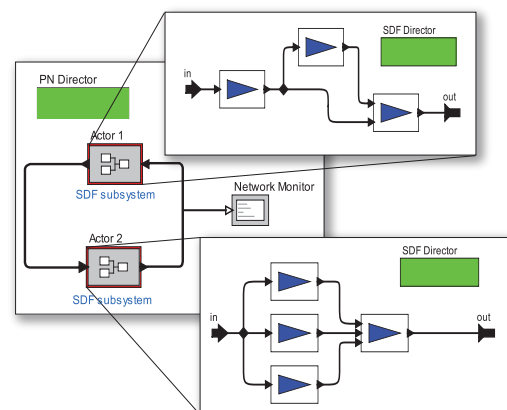 SDF Director
in
out
PN Director
Actor 1
SDF subsystem
Network Monitor
Actor 2
SDF subsystem
SDF Director
in
out